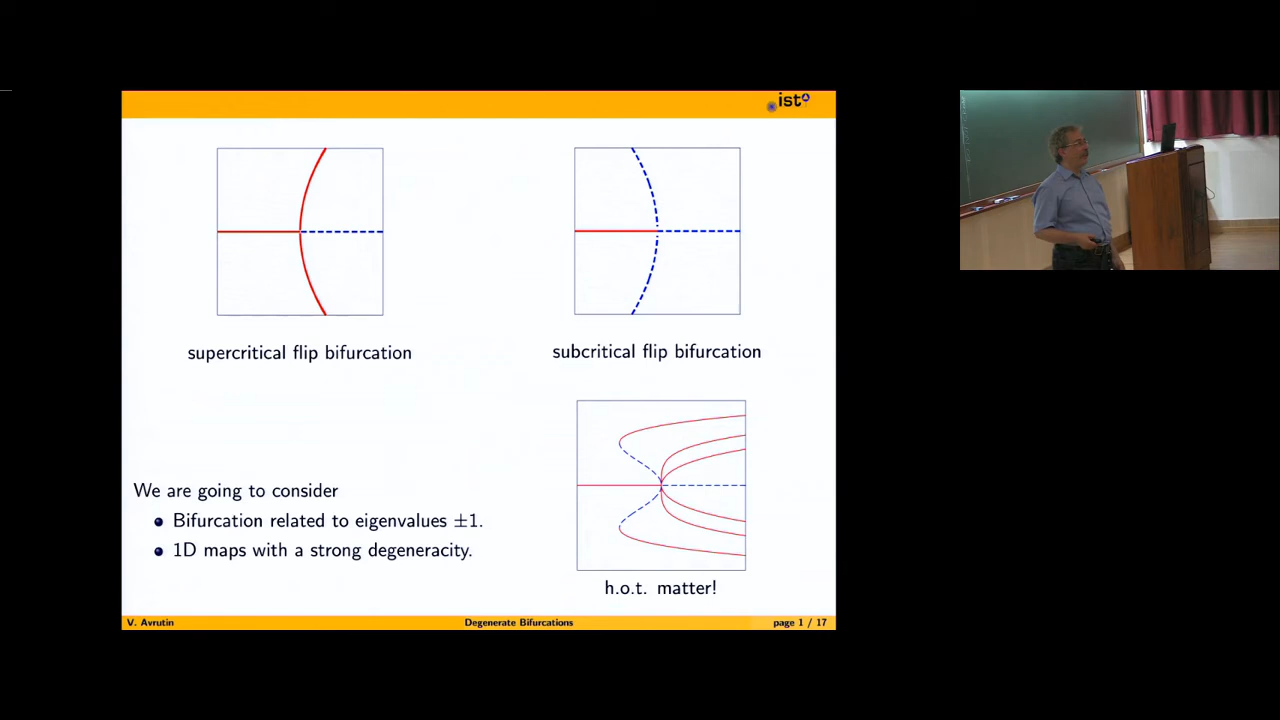 ist
supercritical flip bifurcation
subcritical flip bifurcation
We are going to consider
Bifurcation related to eigenvalues ±1.
1D maps with a strong degeneracity.
h.o.t. matter!
V. Avrutin
Degenerate Bifurcations
page 1 / 17